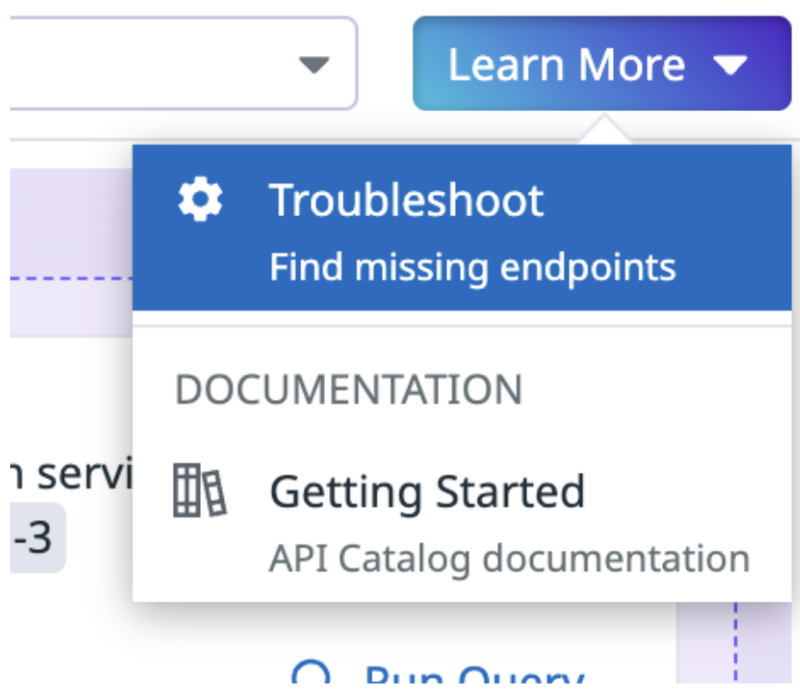 Learn More
Troubleshoot
Find missing endpoints
DOCUMENTATION
servi
Getting Started
-3
API Catalog documentation
Run Query